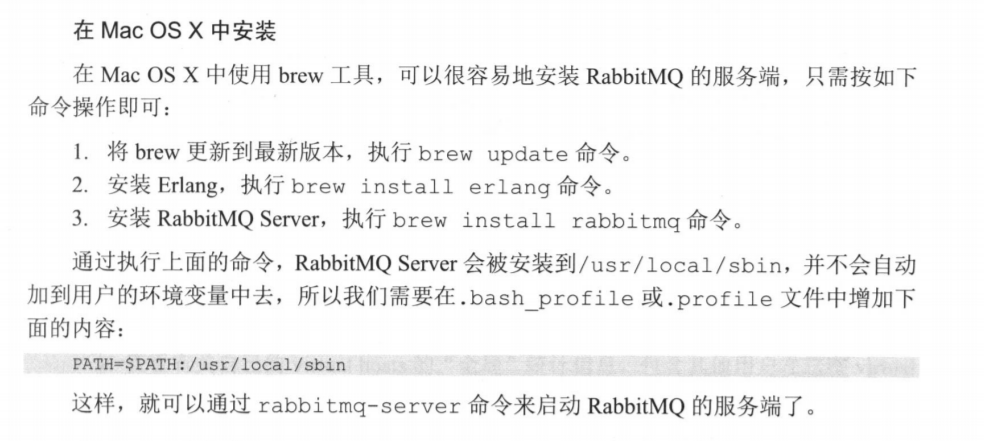 在 Mac OS X 中安装
在 Mac OS X 中使用 brew 工具，可以很容易地安装 RabbitMQ 的服务端，只需按如下
命令操作即可：
1. 将 brew 更新到最新版本，执行 brew update 命令。
2. 安装 Erlang，执行 brew install erlang 命令。
3. 安装 RabbitMQ Server，执行 brew install rabbitmq 命令。
通过执行上面的命令，RabbitMQ Server 会被安装到/usr/local/sbin，并不会自动
加到用户的环境变量中去，所以我们需要在.bash_profile 或.profile 文件中增加下
面的内容：
PATH=$PATH:/usr/local/sbin
这样，就可以通过 rabbitmq-server 命令来启动 RabbitMQ 的服务端了。